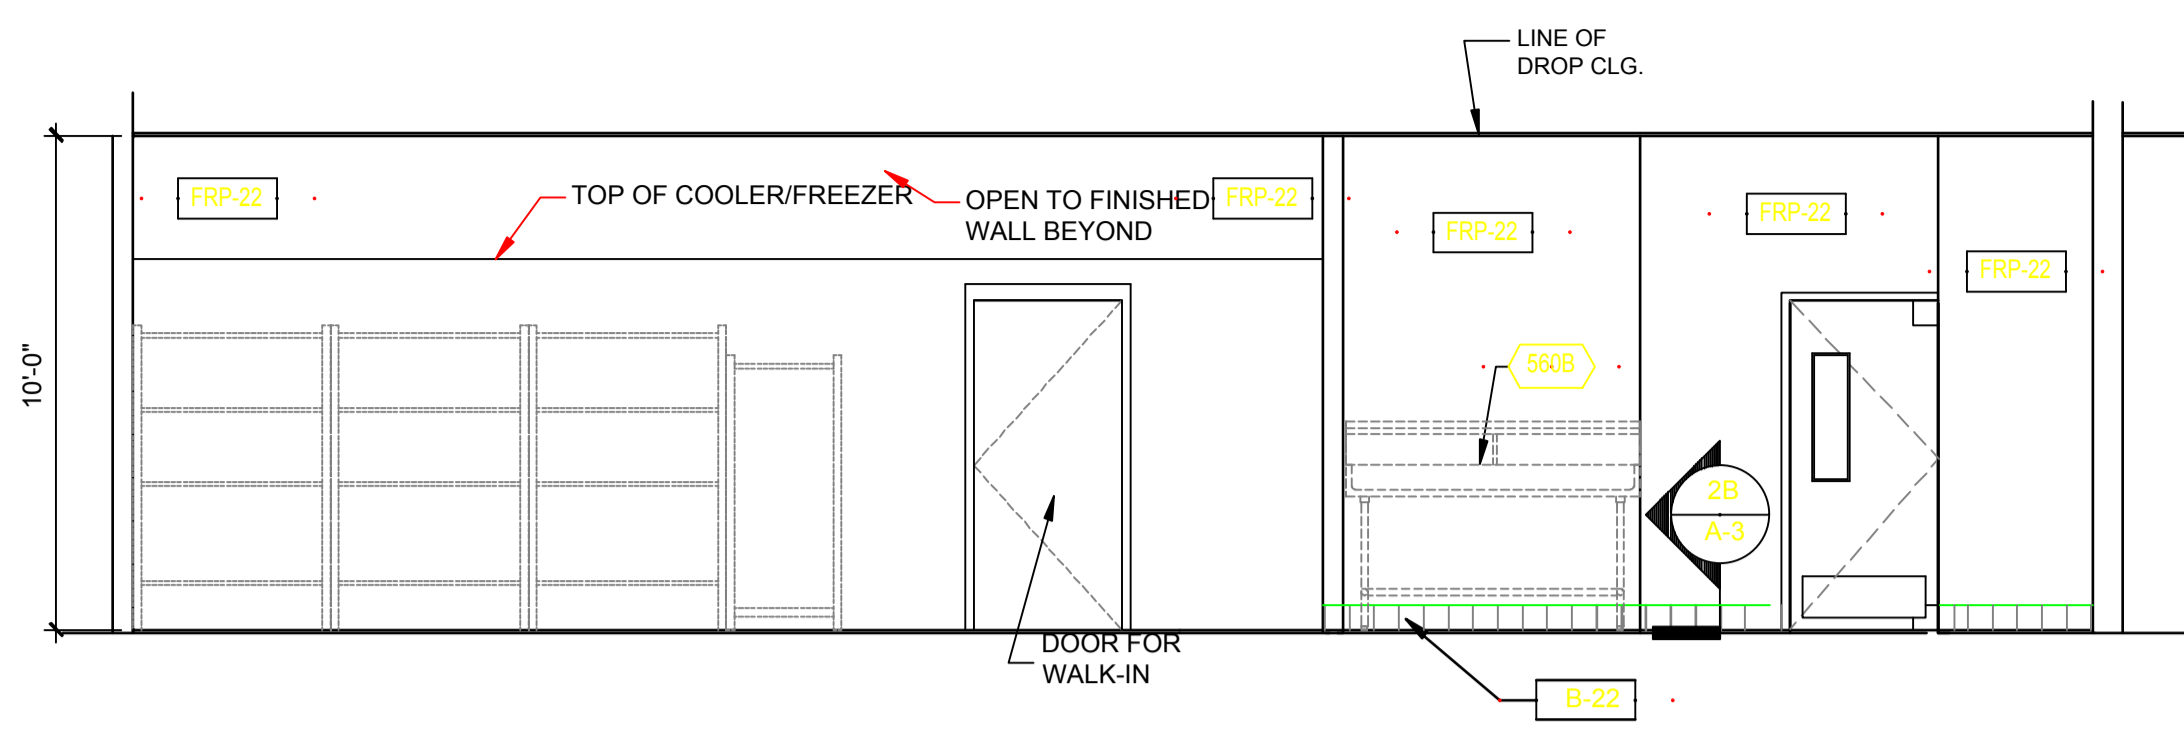 LINE OF
DROP CLG.
FRP-22
TOP OF COOLER/FREEZER
OPEN TO FINISHED
WALL BEYOND
FRP-22
FRP-22
FRP-22
FRP-22
10'-0"
560B
2B
A-3
DOOR FOR
WALK-IN
B-22